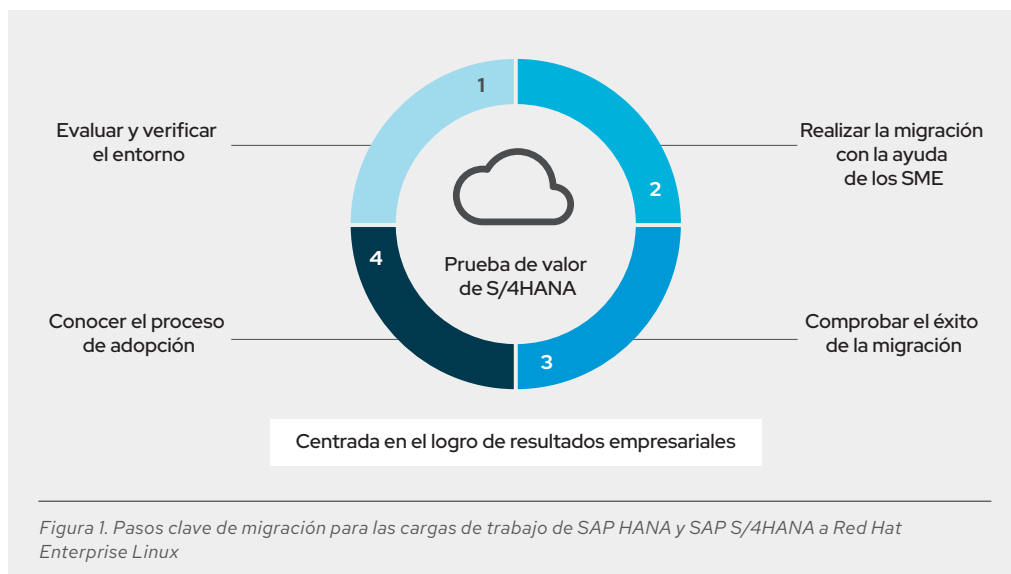 1
Evaluar y verificar
el entorno
2
Realizar la migración
con la ayuda
de los SME
3
Comprobar el éxito
de la migración
4
Conocer el proceso
de adopción
Prueba de valor
de S/4HANA
Centrada en el logro de resultados empresariales
Figura 1. Pasos clave de migración para las cargas de trabajo de SAP HANA y SAP S/4HANA a Red Hat
Enterprise Linux